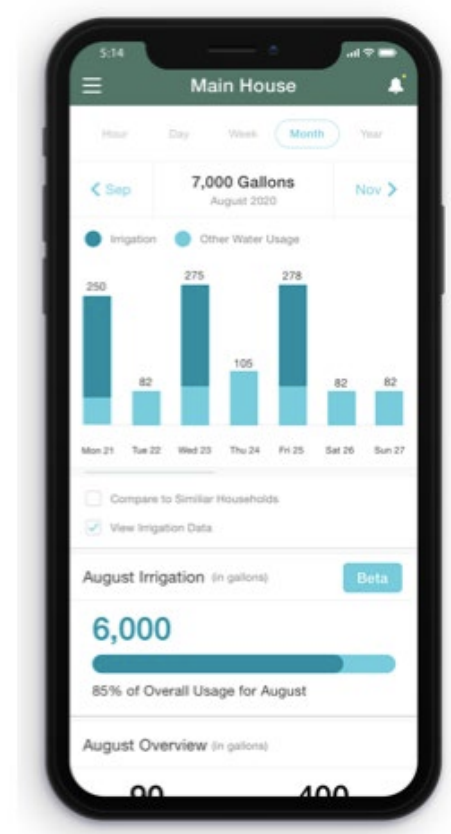 5:14
Main House
Hour Day Week Month Year
Sep 7,000 Gallons Nov
August 2020
Irrigation Other Water Usage
250 82 275 105 278 82 82
Mon 21 Tue 22 Wed 23 Thu 24 Fri 25 Sat 26 Sun 27
Compare to Similiar Households
View Irrigation Data
August Irrigation (in gallons) Beta
6,000
85% of Overall Usage for August
August Overview (in gallons)
90 400